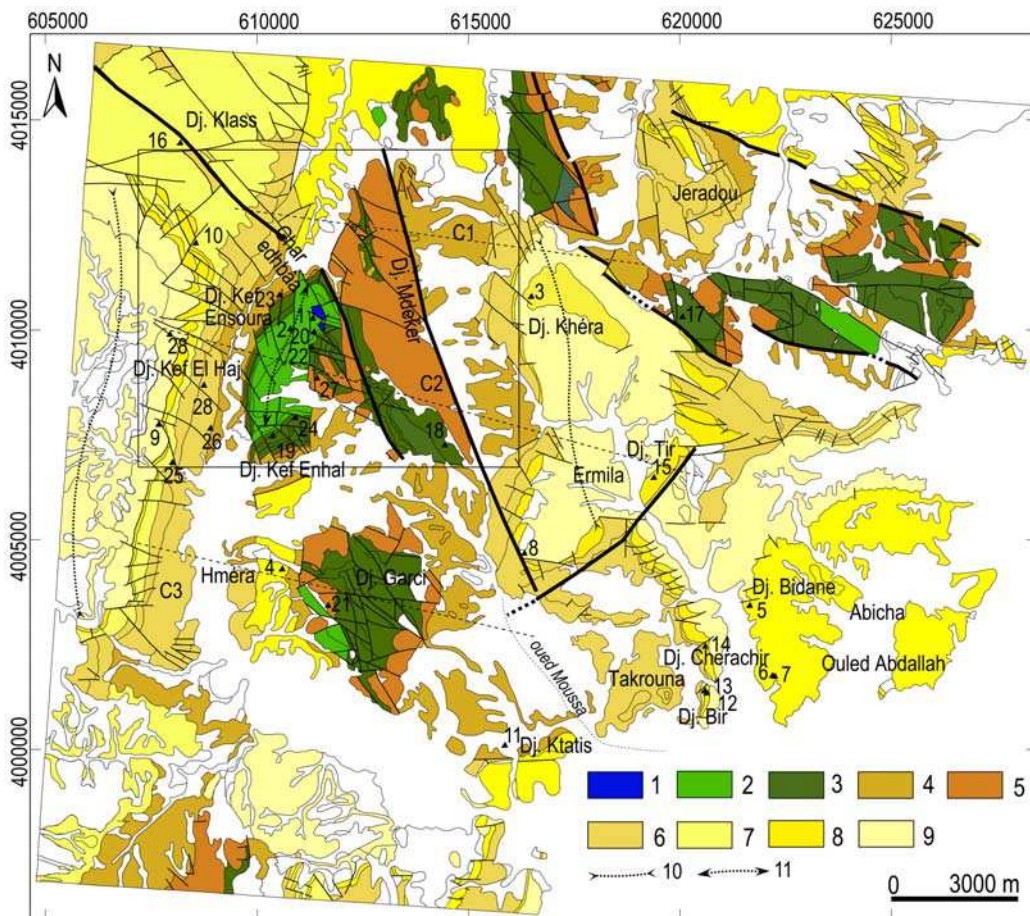 605000 610000 615000 620000 625000
N
4015000
4010000
4005000
4000000
Dj. Klass
16
10
Ghar
edhbaa
Dj. Kef
Ensoura
23
1
2
20
22
28
Dj. Kef El Haj
28
9
26
25
27
24
19
Dj. Kef Enhal
18
Dj. Mdeker
C1
C2
C3
Jeradou
3
Dj. Khéra
17
Dj. Tir
15
Ermila
8
Hméra
4
Dj. Garci
21
oued Moussa
Dj. Bidane
5
Abicha
14
Dj. Cherachir
Ouled Abdallah
6
7
Takrouna
13
12
Dj. Bir
11
Dj. Ktatis
1 2 3 4 5
6 7 8 9
10 11
0 3000 m